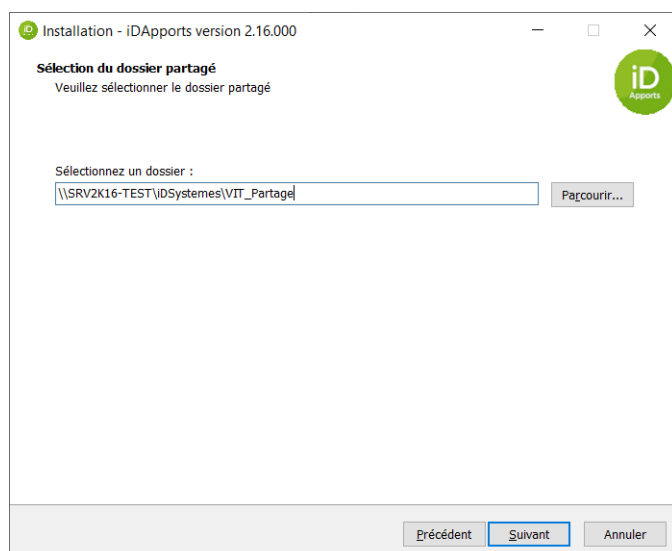 iD Installation - iDApports version 2.16.000
Sélection du dossier partagé
Veuillez sélectionner le dossier partagé
iD
Apports
Sélectionnez un dossier :
\\SRV2K16-TEST\iDSystemes\VIT_Partage
Parcourir...
Précédent
Suivant
Annuler